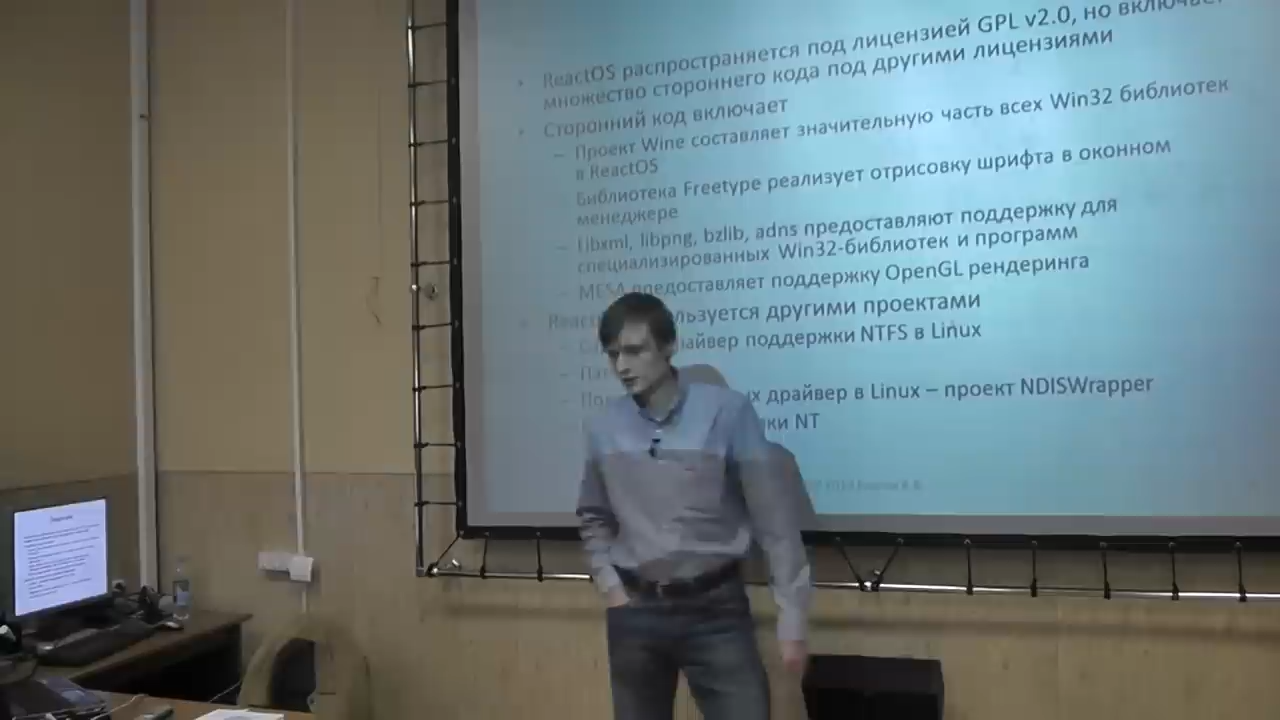 ReactOS распространяется под лицензией GPL v2.0, но
множество стороннего кода под другими лицензиями
Сторонний код включает
– Проект Wine составляет значительную часть всех Win32 библиотек
в ReactOS
Библиотека Freetype реализует отрисовку шрифта в оконном
менеджере
– Libxml, libpng, bzlib, adns предоставляют поддержку для
специализированных Win32-библиотек и программ
– MESA предоставляет поддержку OpenGL рендеринга
другими проектами
поддержки NTFS в Linux
драйвер в Linux – проект NDISWrapper
NT